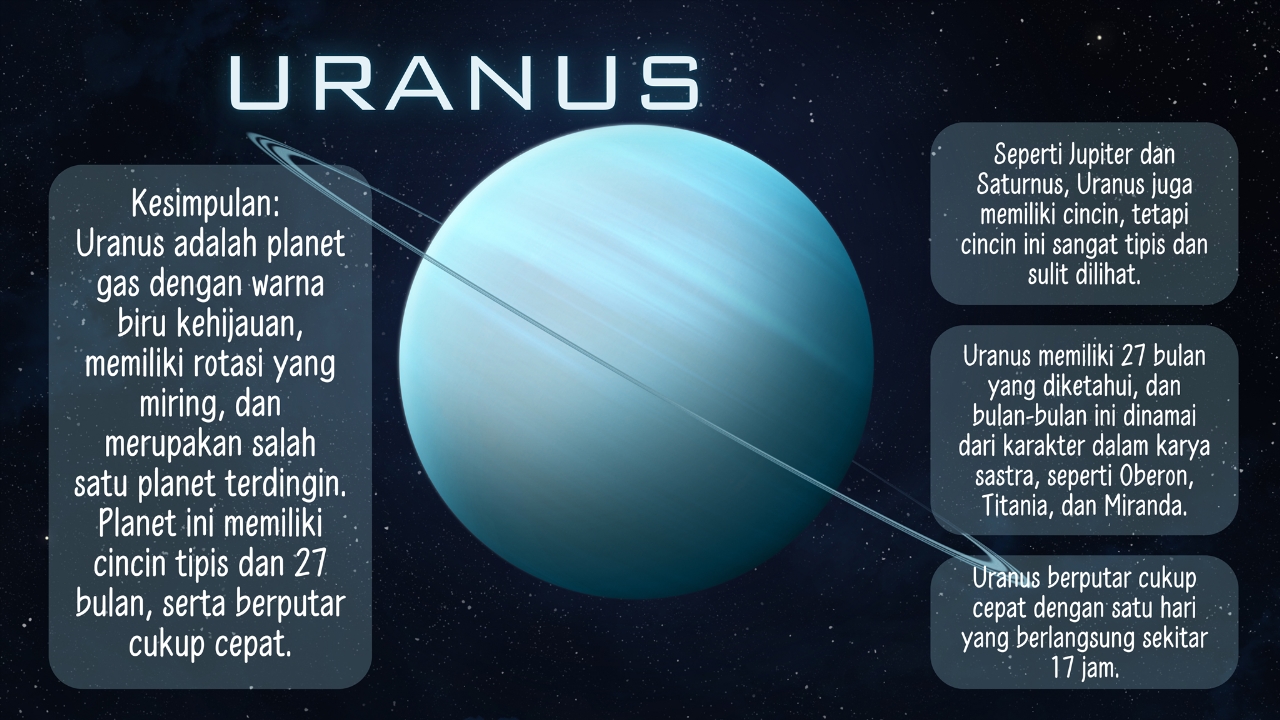 URANUS
Kesimpulan:
Uranus adalah planet
gas dengan warna
biru kehijauan,
memiliki rotasi yang
miring, dan
merupakan salah
satu planet terdingin.
Planet ini memiliki
cincin tipis dan 27
bulan, serta berputar
cukup cepat.
Seperti Jupiter dan
Saturnus, Uranus juga
memiliki cincin, tetapi
cincin ini sangat tipis dan
sulit dilihat.
Uranus memiliki 27 bulan
yang diketahui, dan
bulan-bulan ini dinamai
dari karakter dalam karya
sastra, seperti Oberon,
Titania, dan Miranda.
Uranus berputar cukup
cepat dengan satu hari
yang berlangsung sekitar
17 jam.